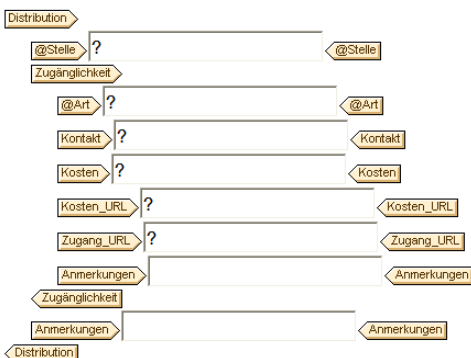 Distribution
@Stelle ? @Stelle
Zugänglichkeit
@Art ? @Art
Kontakt ? Kontakt
Kosten ? Kosten
Kosten_URL ? Kosten_URL
Zugang_URL ? Zugang_URL
Anmerkungen Anmerkungen
Zugänglichkeit
Anmerkungen Anmerkungen
Distribution